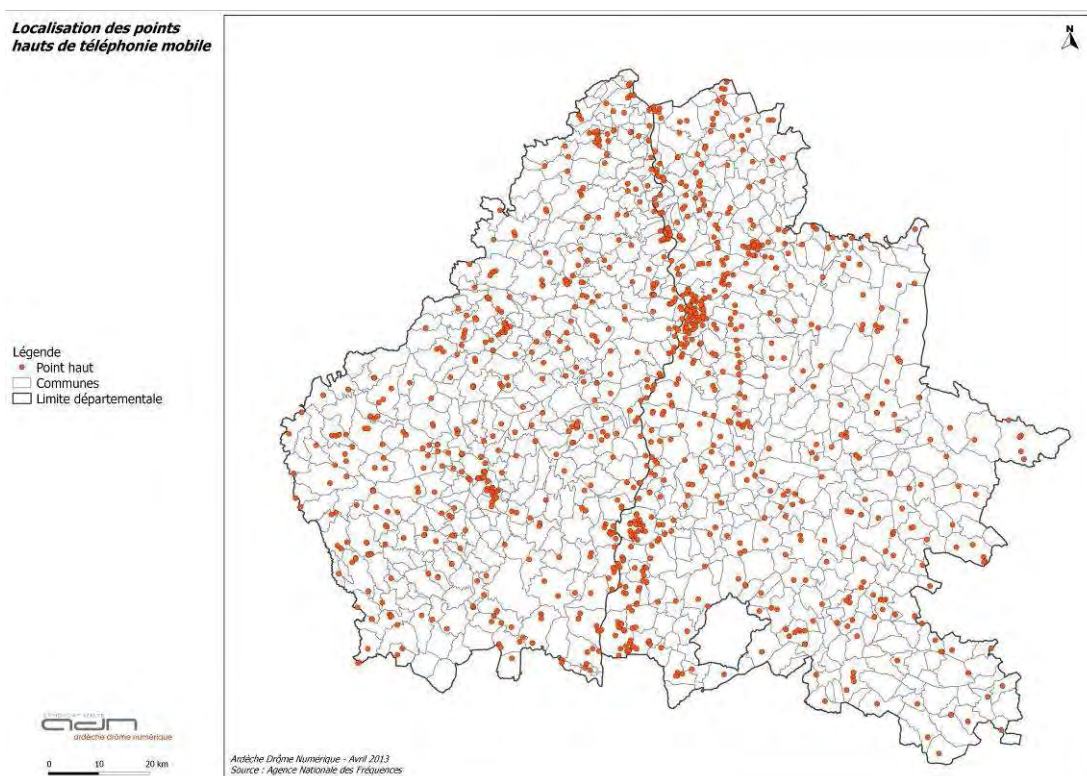 Localisation des points
hauts de téléphonie mobile
N
Légende
Point haut
Communes
Limite départementale
adn
ardèche drôme numérique
0 10 20 km
Ardèche Drôme Numérique - Avril 2013
Source : Agence Nationale des Fréquences